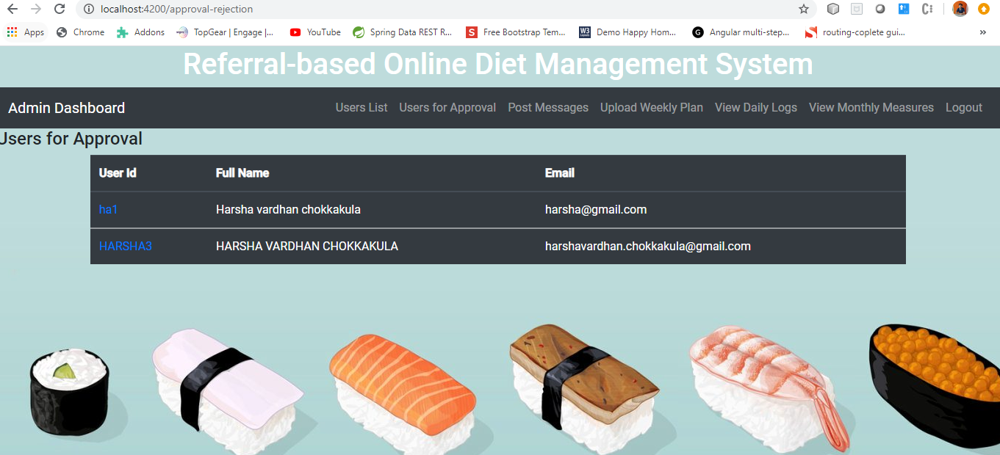 localhost:4200/approval-rejection
Apps Chrome Addons TopGear | Engage |... YouTube Spring Data REST R... S Free Bootstrap Tem... W3 Demo Happy Hom... G Angular multi-step... routing-coplete gui... »
Referral-based Online Diet Management System
Admin Dashboard Users List Users for Approval Post Messages Upload Weekly Plan View Daily Logs View Monthly Measures Logout
Users for Approval
User Id Full Name Email
ha1 Harsha vardhan chokkakula harsha@gmail.com
HARSHA3 HARSHA VARDHAN CHOKKAKULA harshavardhan.chokkakula@gmail.com